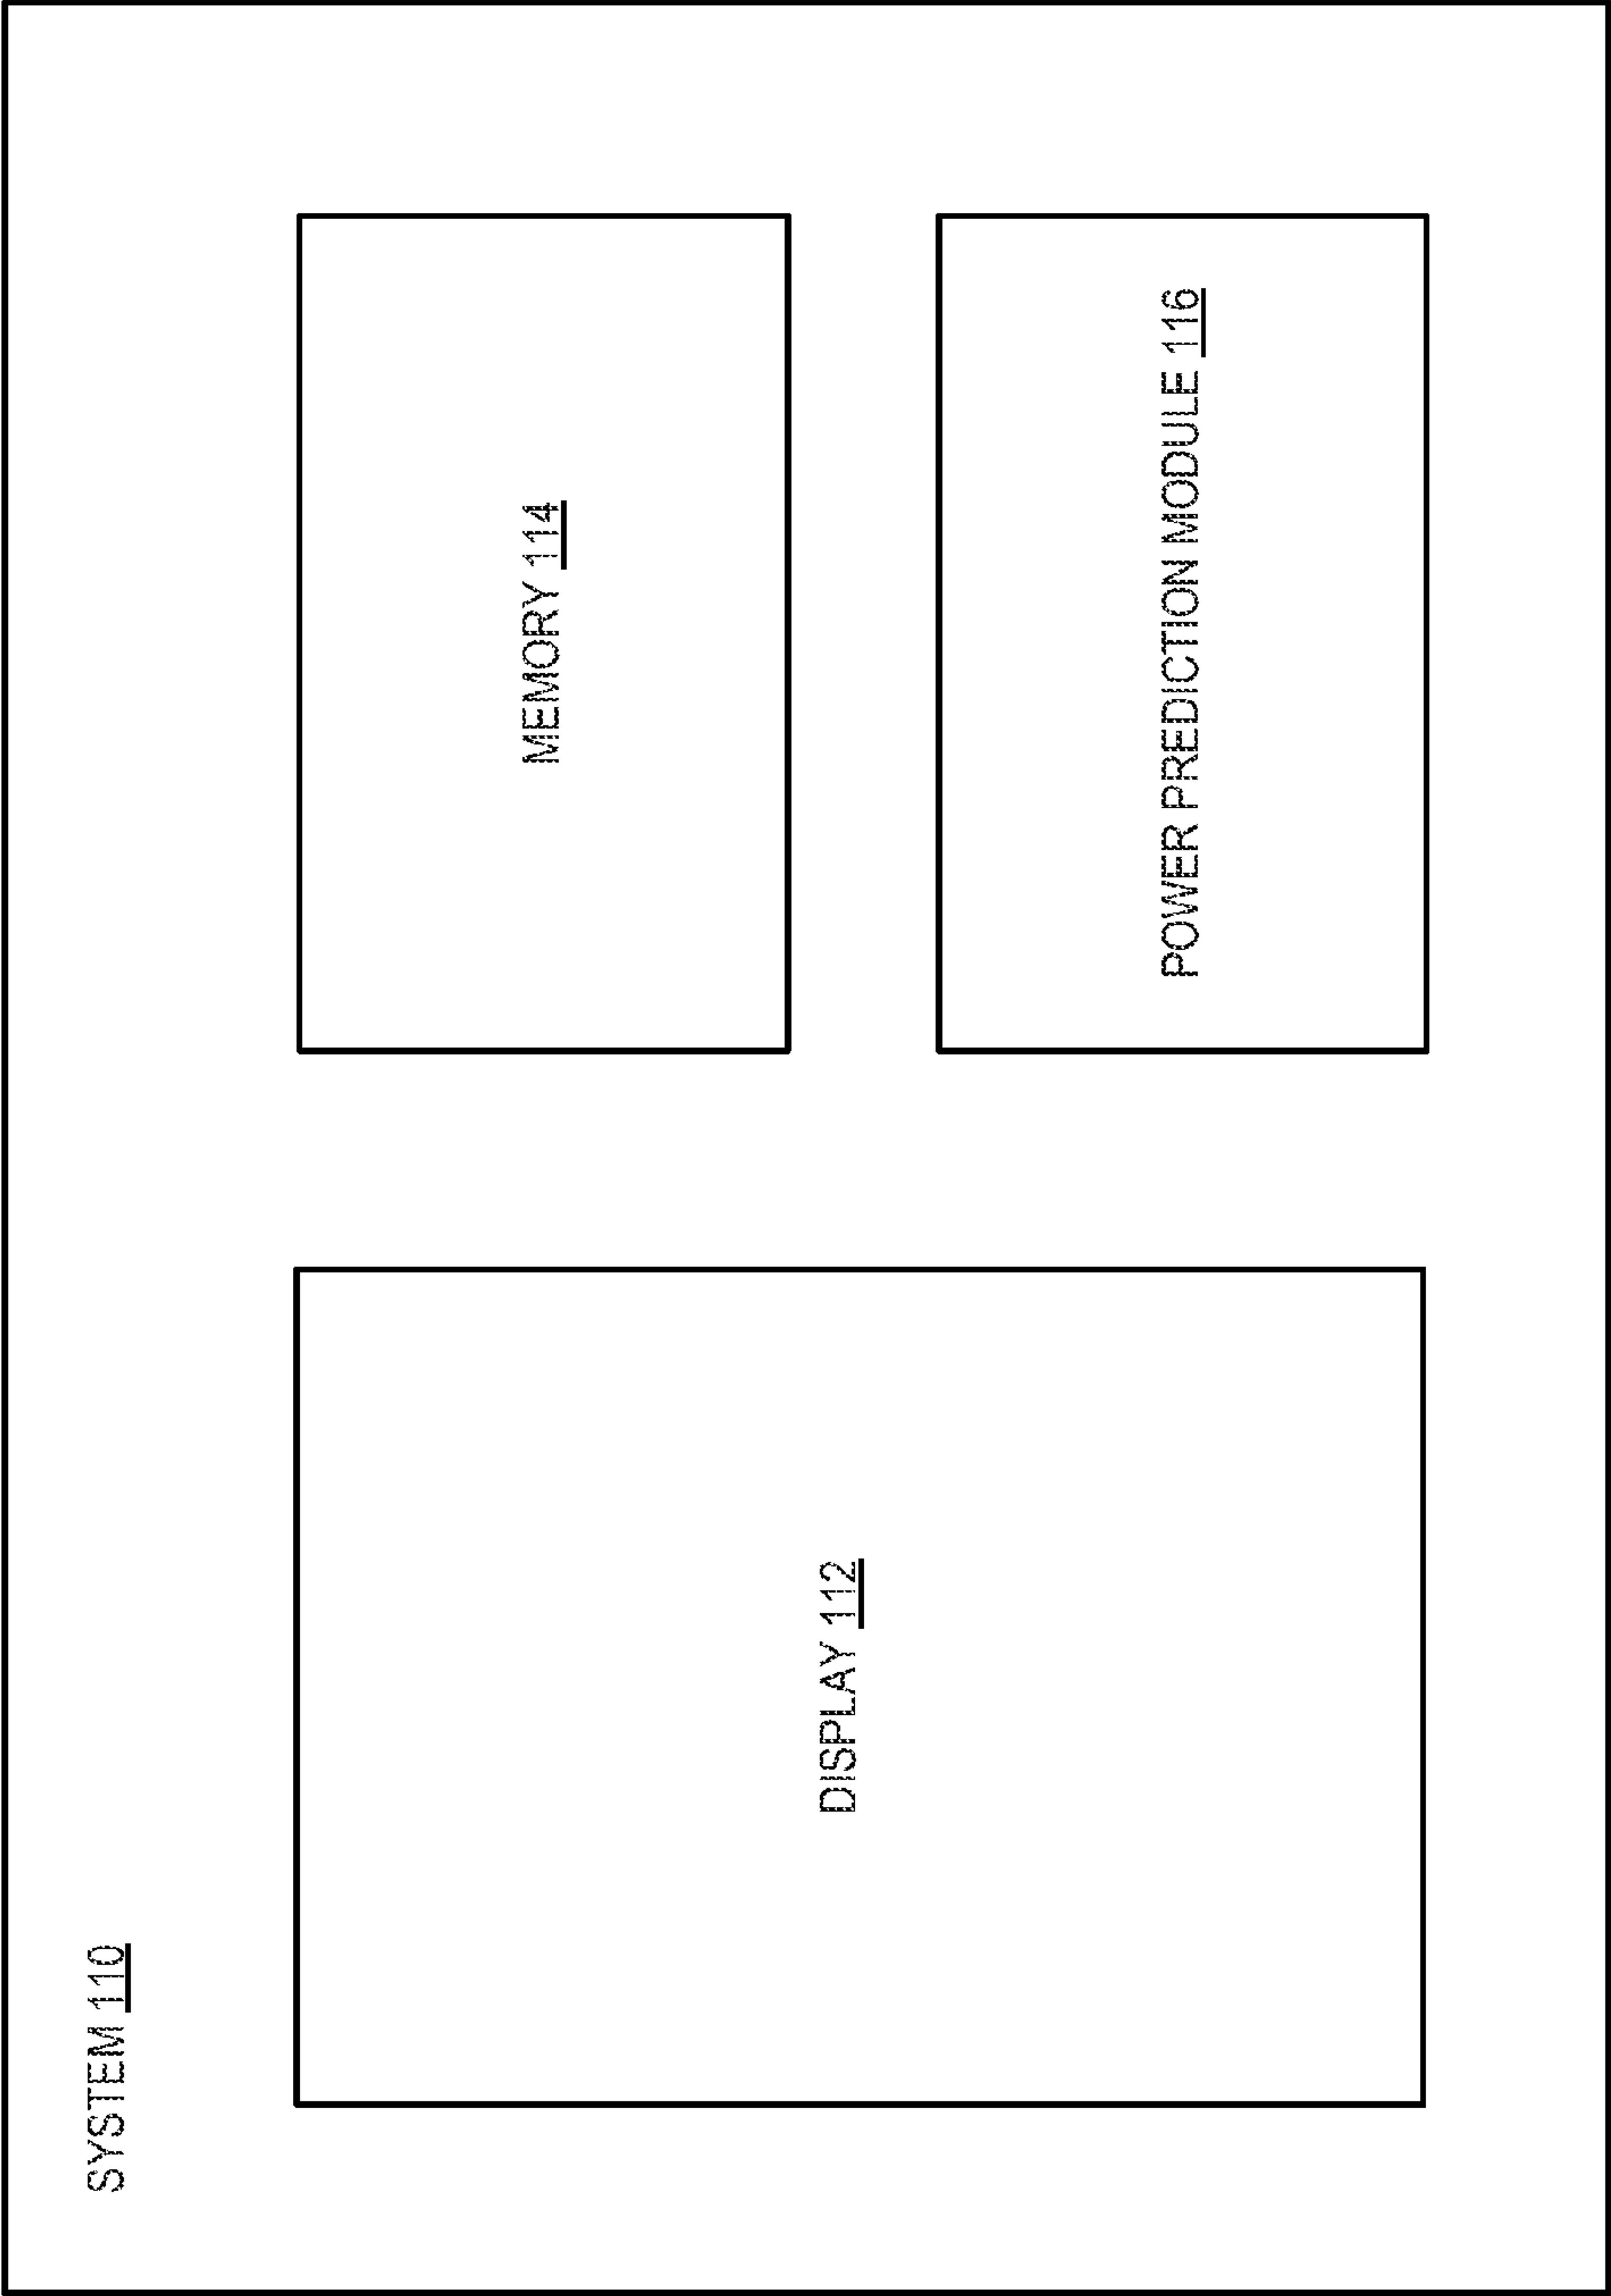 SYSTEM 110
DISPLAY 112
MEMORY 114
POWER PREDICTION MODULE 116